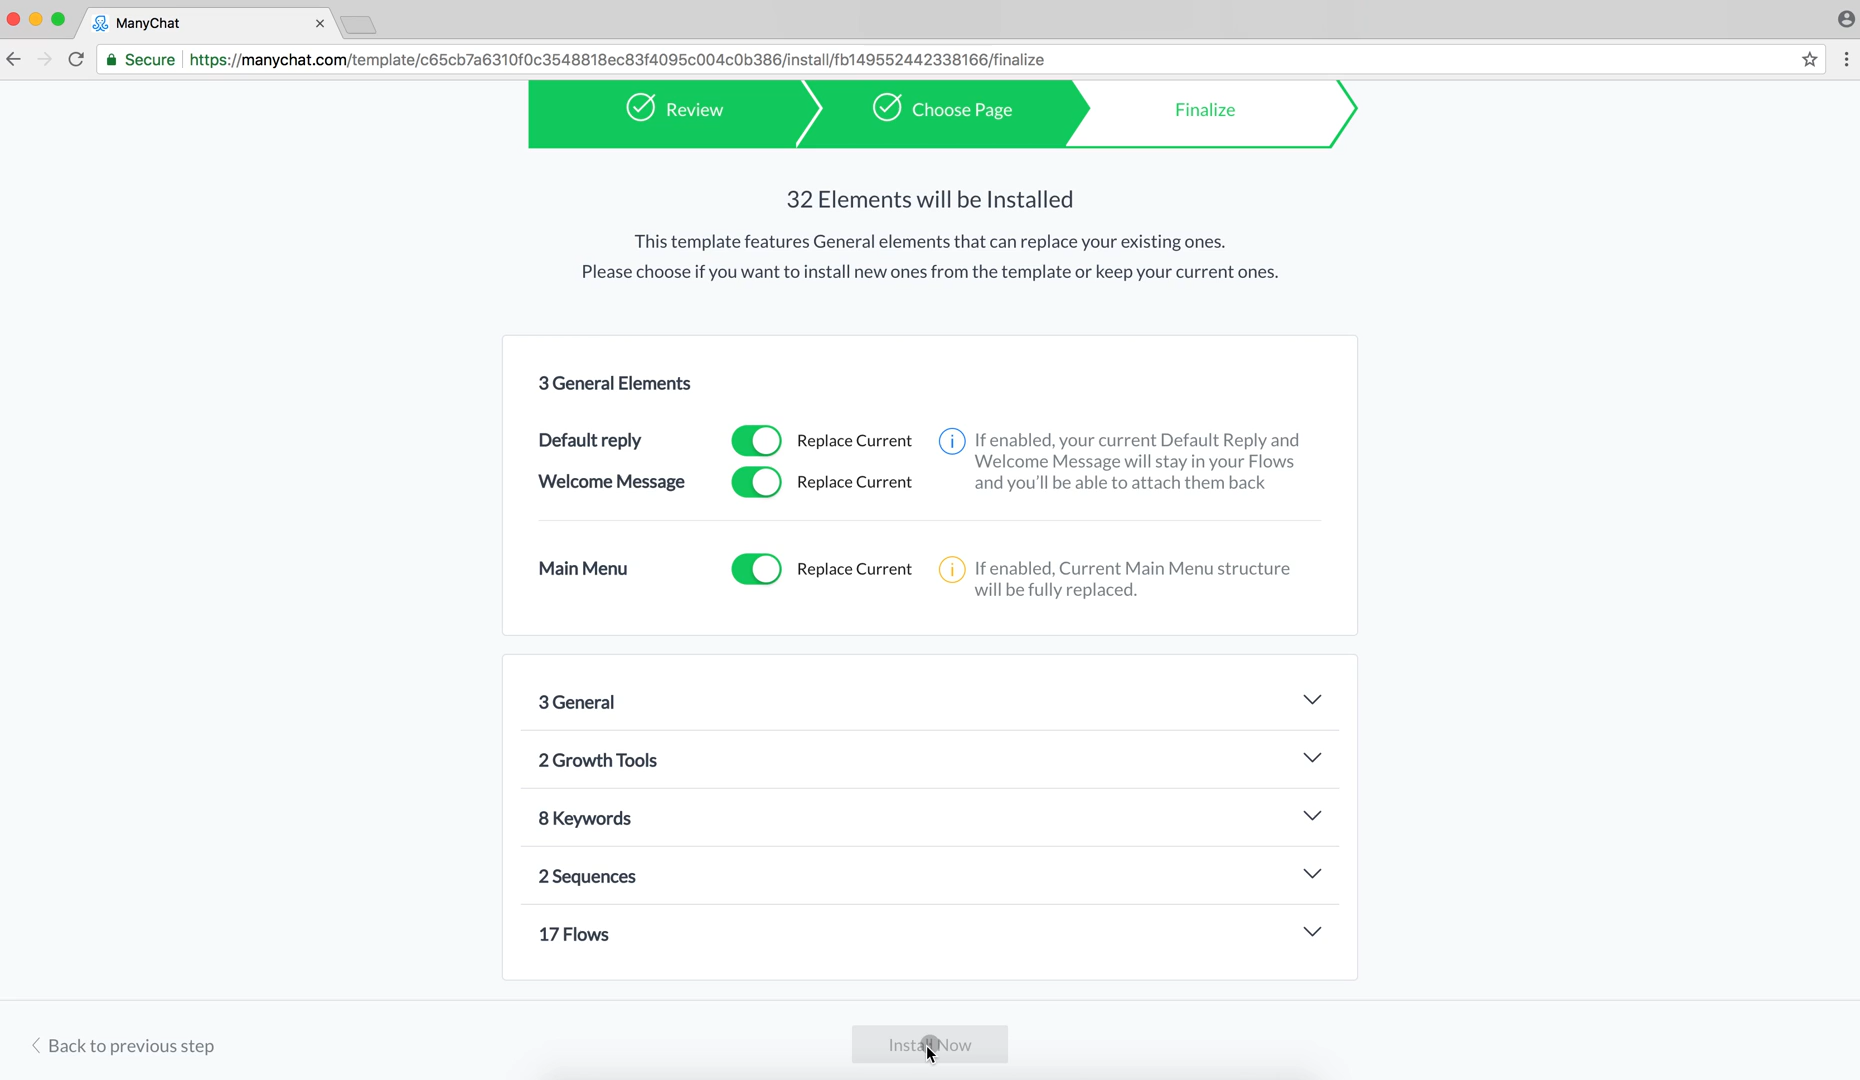 ManyChat
Secure
https://manychat.com/template/c65cb7a6310f0c3548818ec83f4095c004c0b386/install/fb149552442338166/finalize
Review
Choose Page
Finalize
32 Elements will be Installed
This template features General elements that can replace your existing ones.
Please choose if you want to install new ones from the template or keep your current ones.
3 General Elements
Default reply
Replace Current
If enabled, your current Default Reply and
Welcome Message will stay in your Flows
and you'll be able to attach them back
Welcome Message
Replace Current
Main Menu
Replace Current
If enabled, Current Main Menu structure
will be fully replaced.
3 General
2 Growth Tools
8 Keywords
2 Sequences
17 Flows
Back to previous step
Install Now